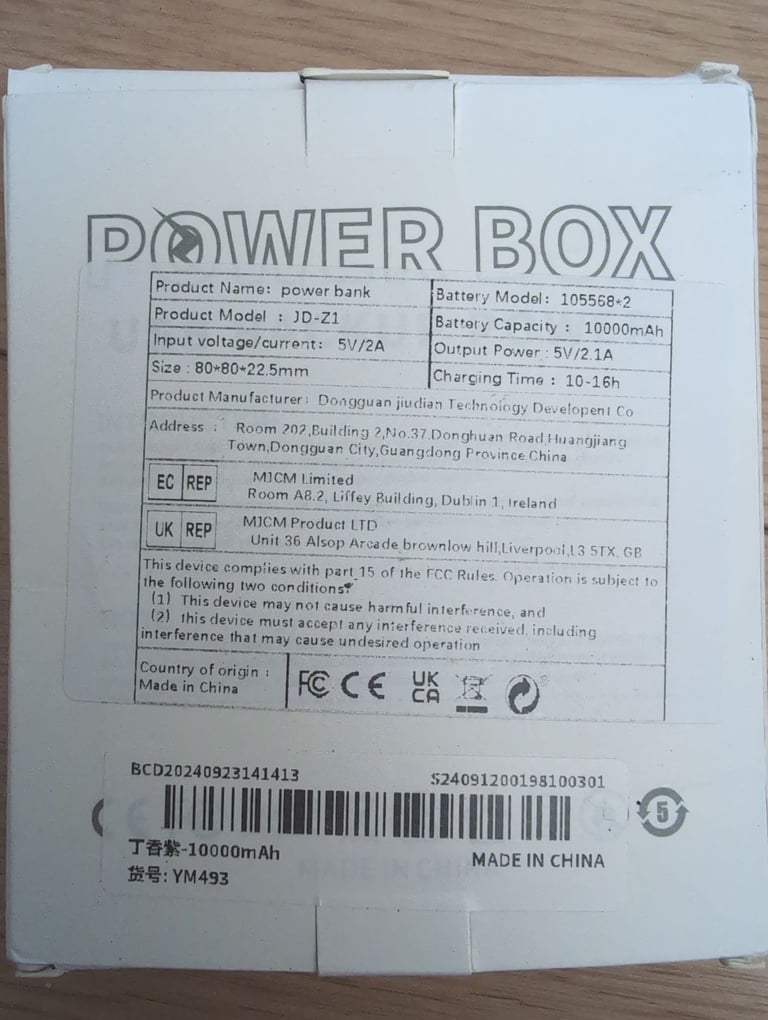 POWER BOX
Product Name: power bank
Battery Model: 105568*2
Product Model : JD-Z1
Battery Capacity : 10000mAh
Input voltage/current: 5V/2A
Output Power : 5V/2.1A
Size : 80*80*22.5mm
Charging Time : 10-16h
Product Manufacturer: Dongguan jiudian Technology Developent Co
Address : Room 202,Building 2,No.37,Donghuan Road,Huangjiang
Town,Dongguan City,Guangdong Province.China
EC REP
MJCM Limited
Room A8.2, Liffey Building, Dublin 1, Ireland
UK REP
MJCM Product LTD
Unit 36 Alsop Arcade brownlow hill,Liverpool,L3 5TX. GB
This device complies with part 15 of the FCC Rules. Operation is subject to
the following two conditions:
(1) This device may not cause harmful interference, and
(2) this device must accept any interference received, including
interference that may cause undesired operation
Country of origin :
Made in China
FC CE UK
CA
BCD20240923141413
S24091200198100301
5
丁香紫-10000mAh
MADE IN CHINA
货号: YM493